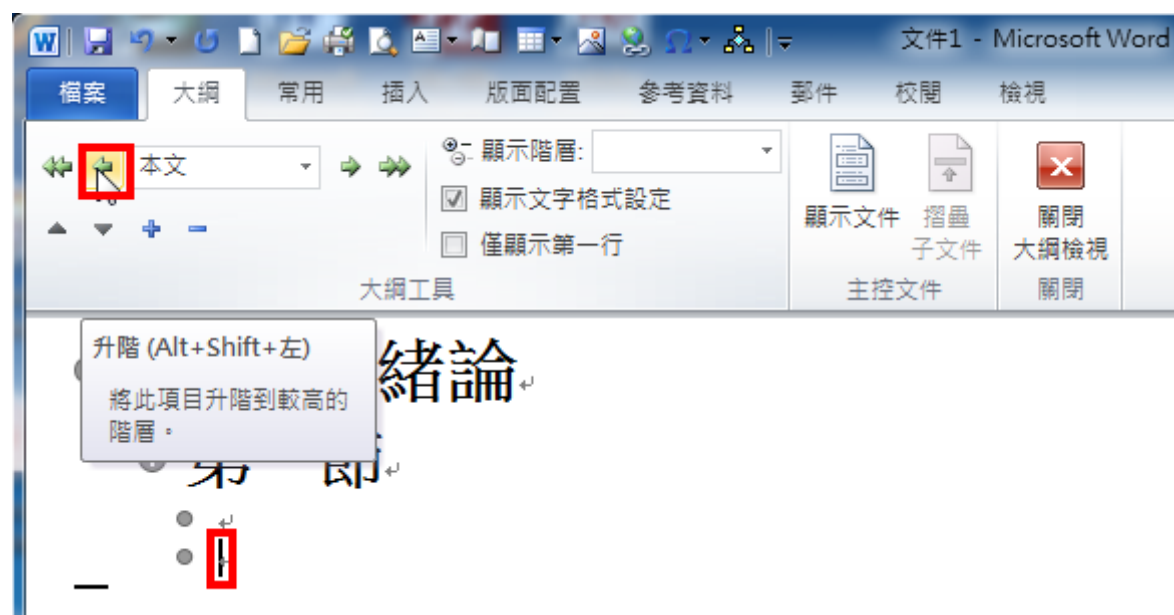 文件1 - Microsoft Word
檔案 大綱 常用 插入 版面配置 參考資料 郵件 校閱 檢視
本文
顯示階層:
顯示文字格式設定
僅顯示第一行
大綱工具
顯示文件
摺疊
子文件
主控文件
關閉
大綱檢視
關閉
升階 (Alt+Shift+左)
將此項目升階到較高的
階層。
緒論
第 節